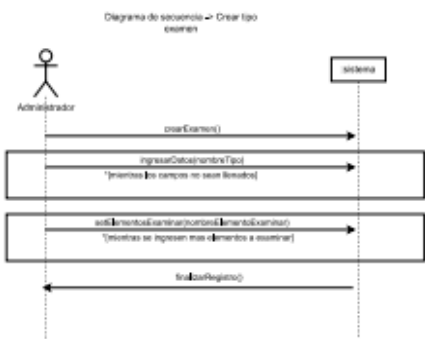 Diagrama de secuencia -> Crear tipo
examen
sistema
Administrador
crearExamen()
ingresarDatos(nombreTipo)
*[mientras los campos no sean llenados]
setElementosExaminar(nombreElementoExaminar)
*[mientras se ingresen mas elementos a examinar]
finalizarRegistro()